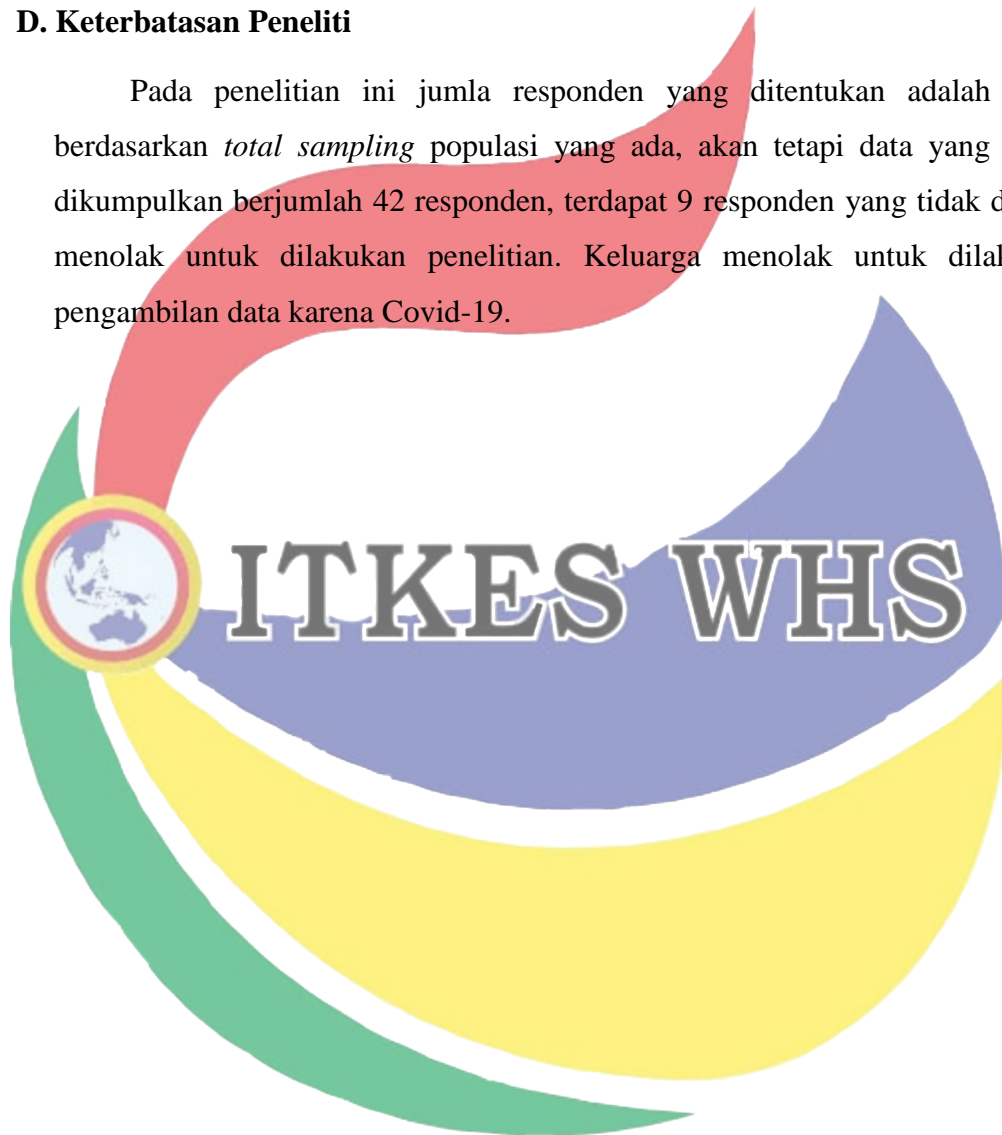 D. Keterbatasan Peneliti
Pada penelitian ini jumla responden yang ditentukan adalah
berdasarkan total sampling populasi yang ada, akan tetapi data yang
dikumpulkan berjumlah 42 responden, terdapat 9 responden yang tidak
menolak untuk dilakukan penelitian. Keluarga menolak untuk
pengambilan data karena Covid-19.
ITKES WHS